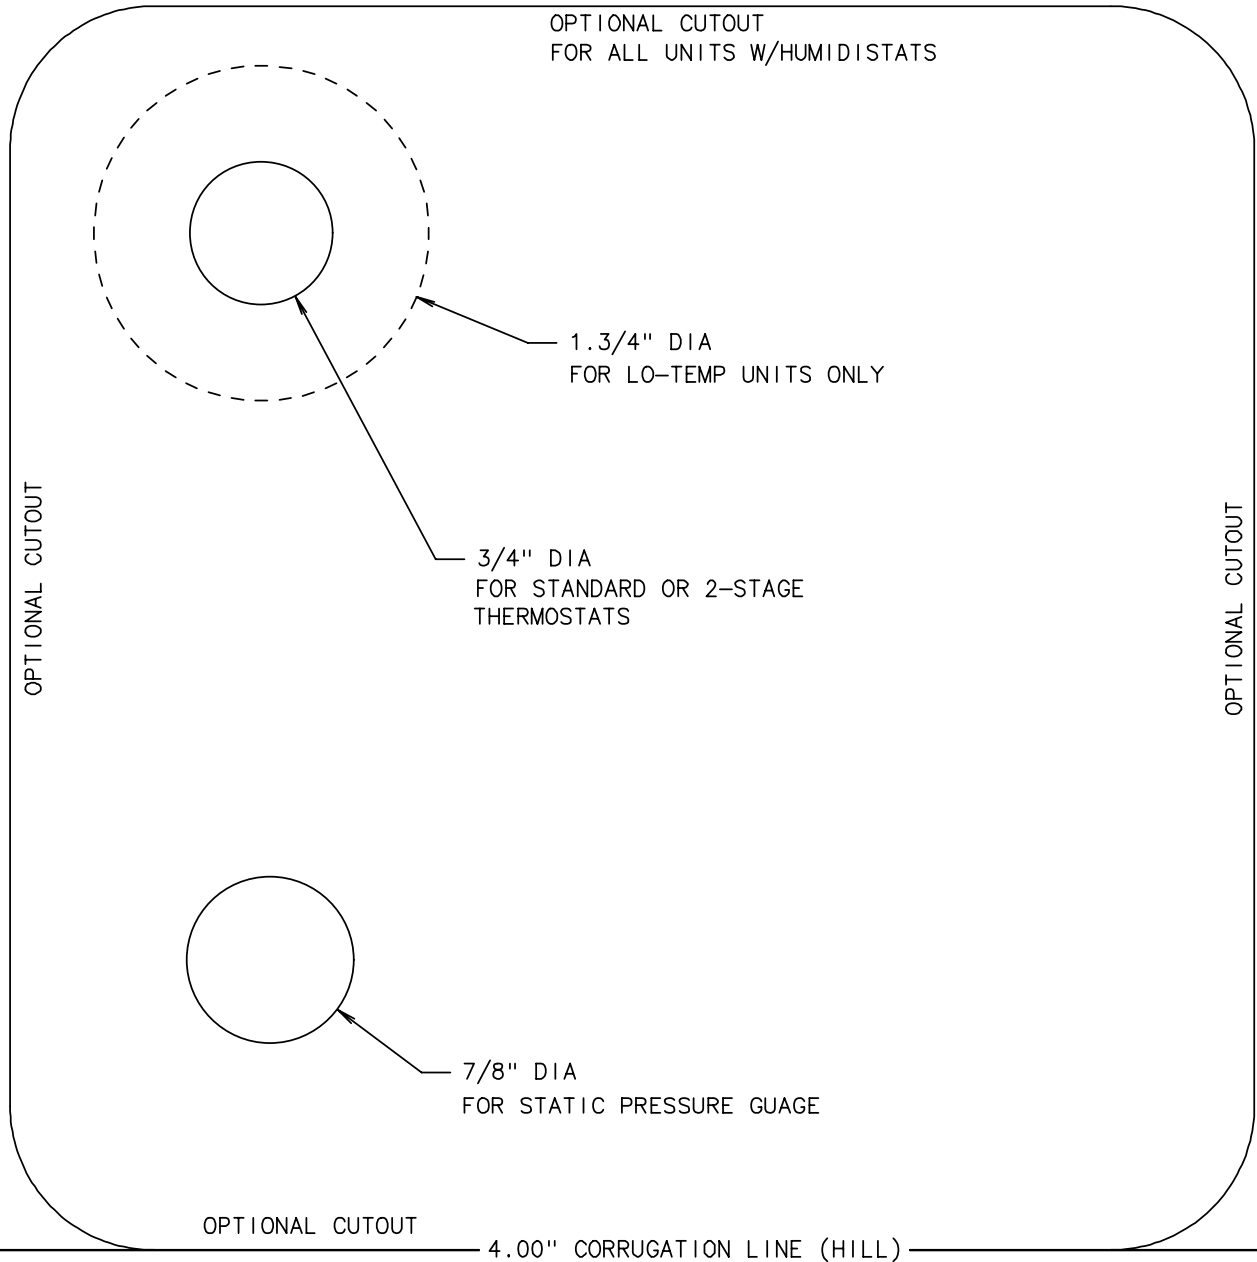 OPTIONAL CUTOUT
FOR ALL UNITS W/HUMIDISTATS
1.3/4" DIA
FOR LO-TEMP UNITS ONLY
OPTIONAL CUTOUT
OPTIONAL CUTOUT
3/4" DIA
FOR STANDARD OR 2-STAGE
THERMOSTATS
7/8" DIA
FOR STATIC PRESSURE GUAGE
OPTIONAL CUTOUT
4.00" CORRUGATION LINE (HILL)